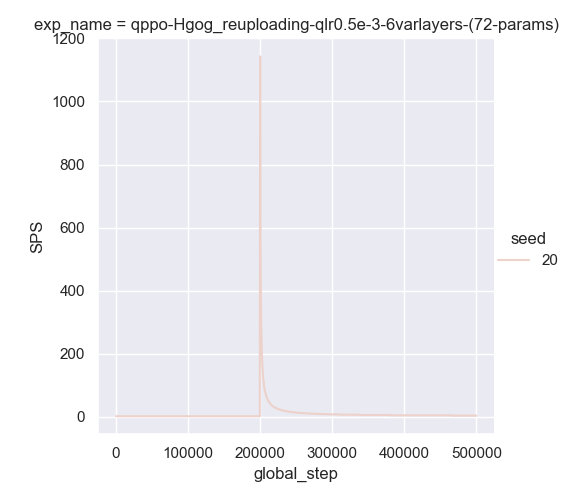 exp_name = qppo-Hgog_reuploading-qlr0.5e-3-6varlayers-(72-params)
1200
1000
800
600
400
200
0
SPS
0 100000 200000 300000 400000 500000
global_step
seed
20